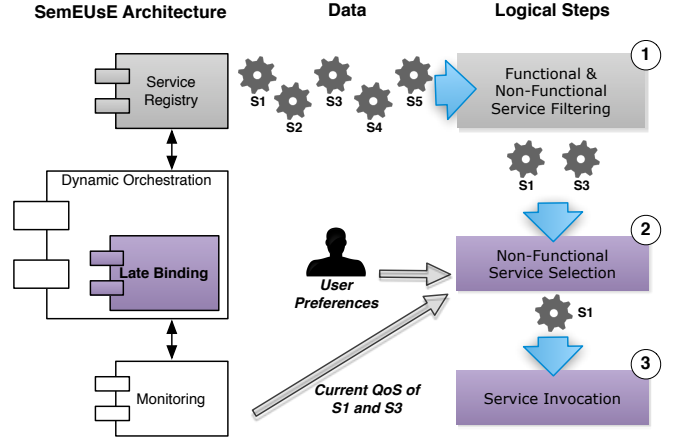 SemEUsE Architecture
Data
Logical Steps
Service
Registry
S1
S2
S3
S4
S5
1
Functional &
Non-Functional
Service Filtering
S1
S3
Dynamic Orchestration
Late Binding
User
Preferences
2
Non-Functional
Service Selection
S1
Monitoring
Current QoS of
S1 and S3
3
Service Invocation